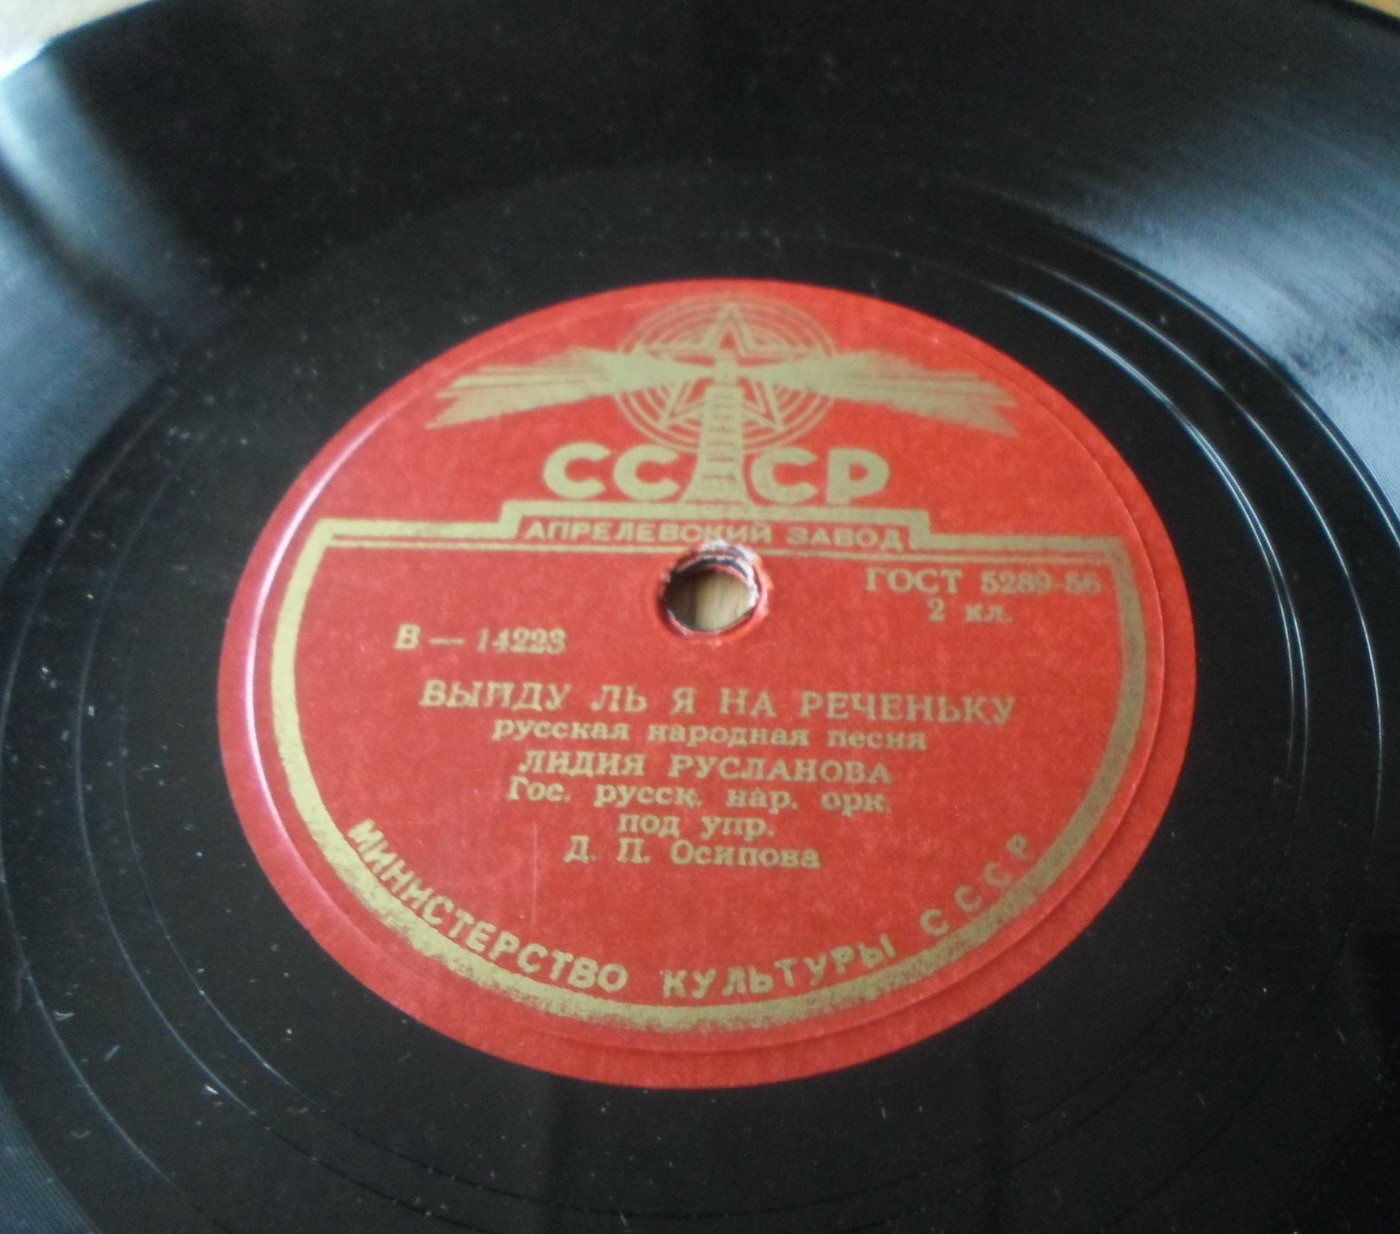 СССР
АПРЕЛЕВСКИЙ ЗАВОД
ГОСТ 5289-56
2 кл.
В — 14223
ВЫЙДУ ЛЬ Я НА РЕЧЕНЬКУ
русская народная песня
ЛИДИЯ РУСЛАНОВА
Гос. русск. нар. орк.
под упр.
Д. П. Осипова
МИНИСТЕРСТВО КУЛЬТУРЫ СССР